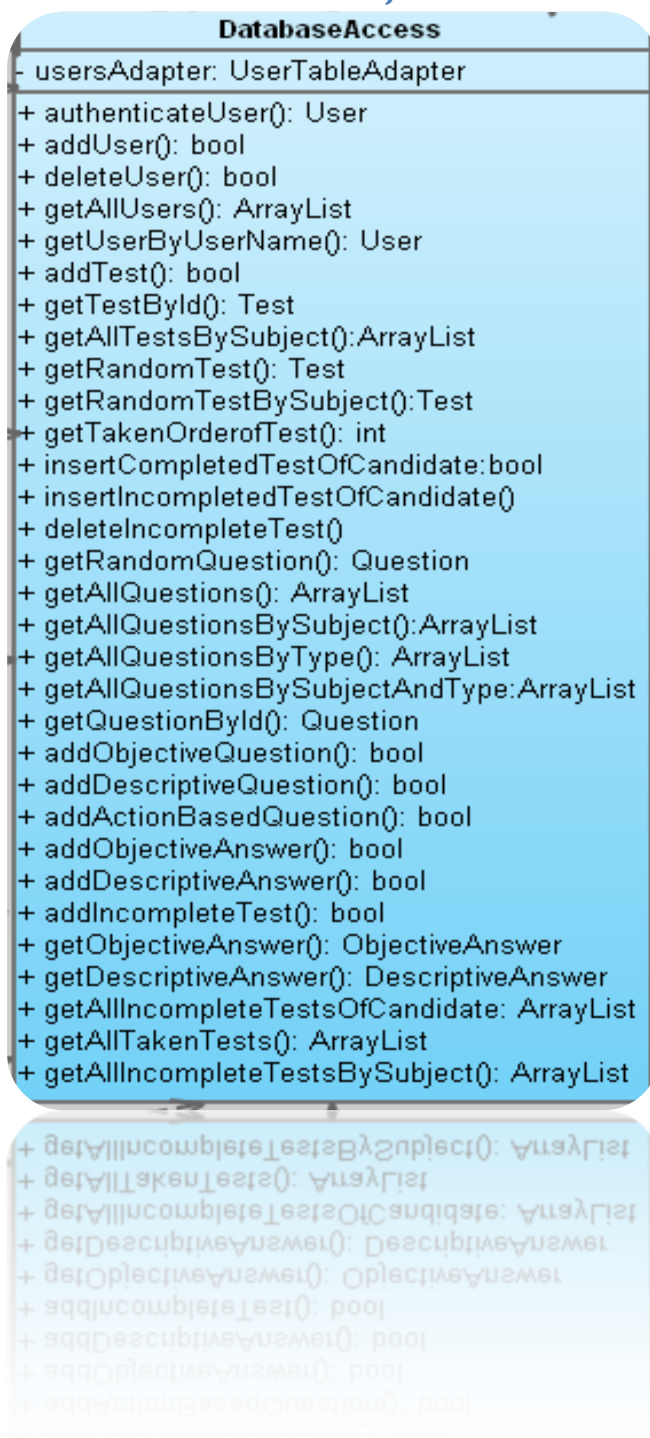 DatabaseAccess
- usersAdapter: UserTableAdapter
+ authenticateUser(): User
+ addUser(): bool
+ deleteUser(): bool
+ getAllUsers(): ArrayList
+ getUserByUserName(): User
+ addTest(): bool
+ getTestById(): Test
+ getAllTestsBySubject():ArrayList
+ getRandomTest(): Test
+ getRandomTestBySubject():Test
+ getTakenOrderofTest(): int
+ insertCompletedTestOfCandidate:bool
+ insertIncompletedTestOfCandidate()
+ deleteIncompleteTest()
+ getRandomQuestion(): Question
+ getAllQuestions(): ArrayList
+ getAllQuestionsBySubject():ArrayList
+ getAllQuestionsByType(): ArrayList
+ getAllQuestionsBySubjectAndType:ArrayList
+ getQuestionById(): Question
+ addObjectiveQuestion(): bool
+ addDescriptiveQuestion(): bool
+ addActionBasedQuestion(): bool
+ addObjectiveAnswer(): bool
+ addDescriptiveAnswer(): bool
+ addIncompleteTest(): bool
+ getObjectiveAnswer(): ObjectiveAnswer
+ getDescriptiveAnswer(): DescriptiveAnswer
+ getAllIncompleteTestsOfCandidate: ArrayList
+ getAllTakenTests(): ArrayList
+ getAllIncompleteTestsBySubject(): ArrayList